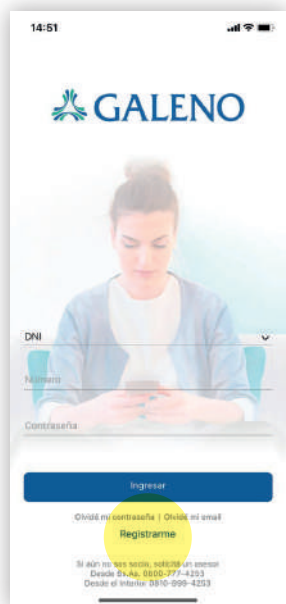 14:51
GALENO
DNI
Número
Contraseña
Ingresar
Olvidé mi contraseña | Olvidé mi email
Registrarme
Si aún no sos socio, solicitá un asesor
Desde Bs.As. 0800-777-4253
Desde el Interior 0810-999-4253